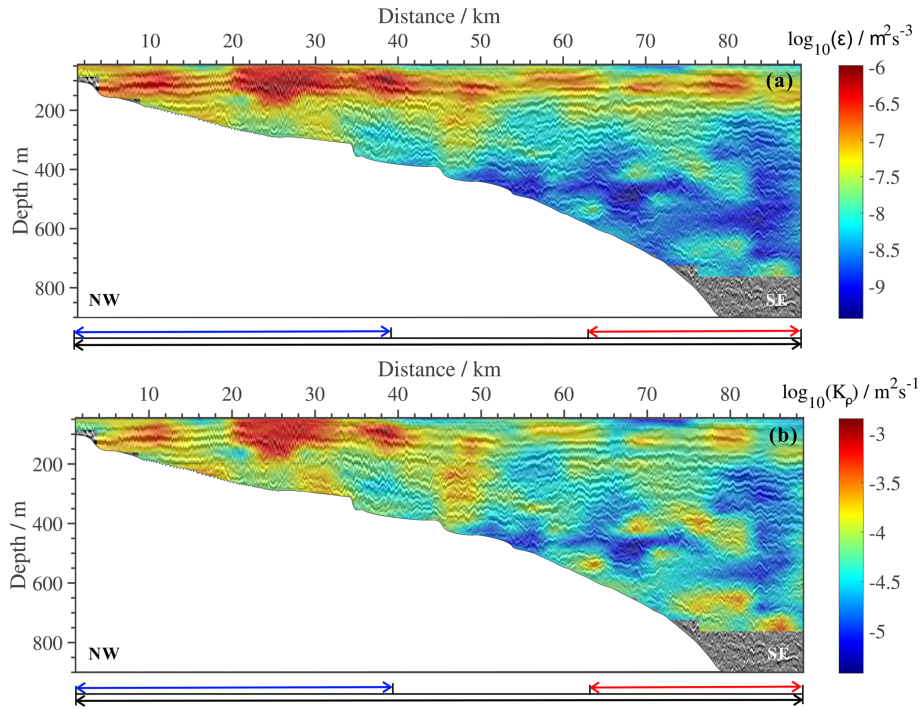 Distance / km
10 20 30 40 50 60 70 80
log₁₀(ε) / m²s⁻³
(a)
Depth / m
200
400
600
800
-6
-6.5
-7
-7.5
-8
-8.5
-9
NW
SE
Distance / km
10 20 30 40 50 60 70 80
log₁₀(Kρ) / m²s⁻¹
(b)
Depth / m
200
400
600
800
-3
-3.5
-4
-4.5
-5
NW
SE